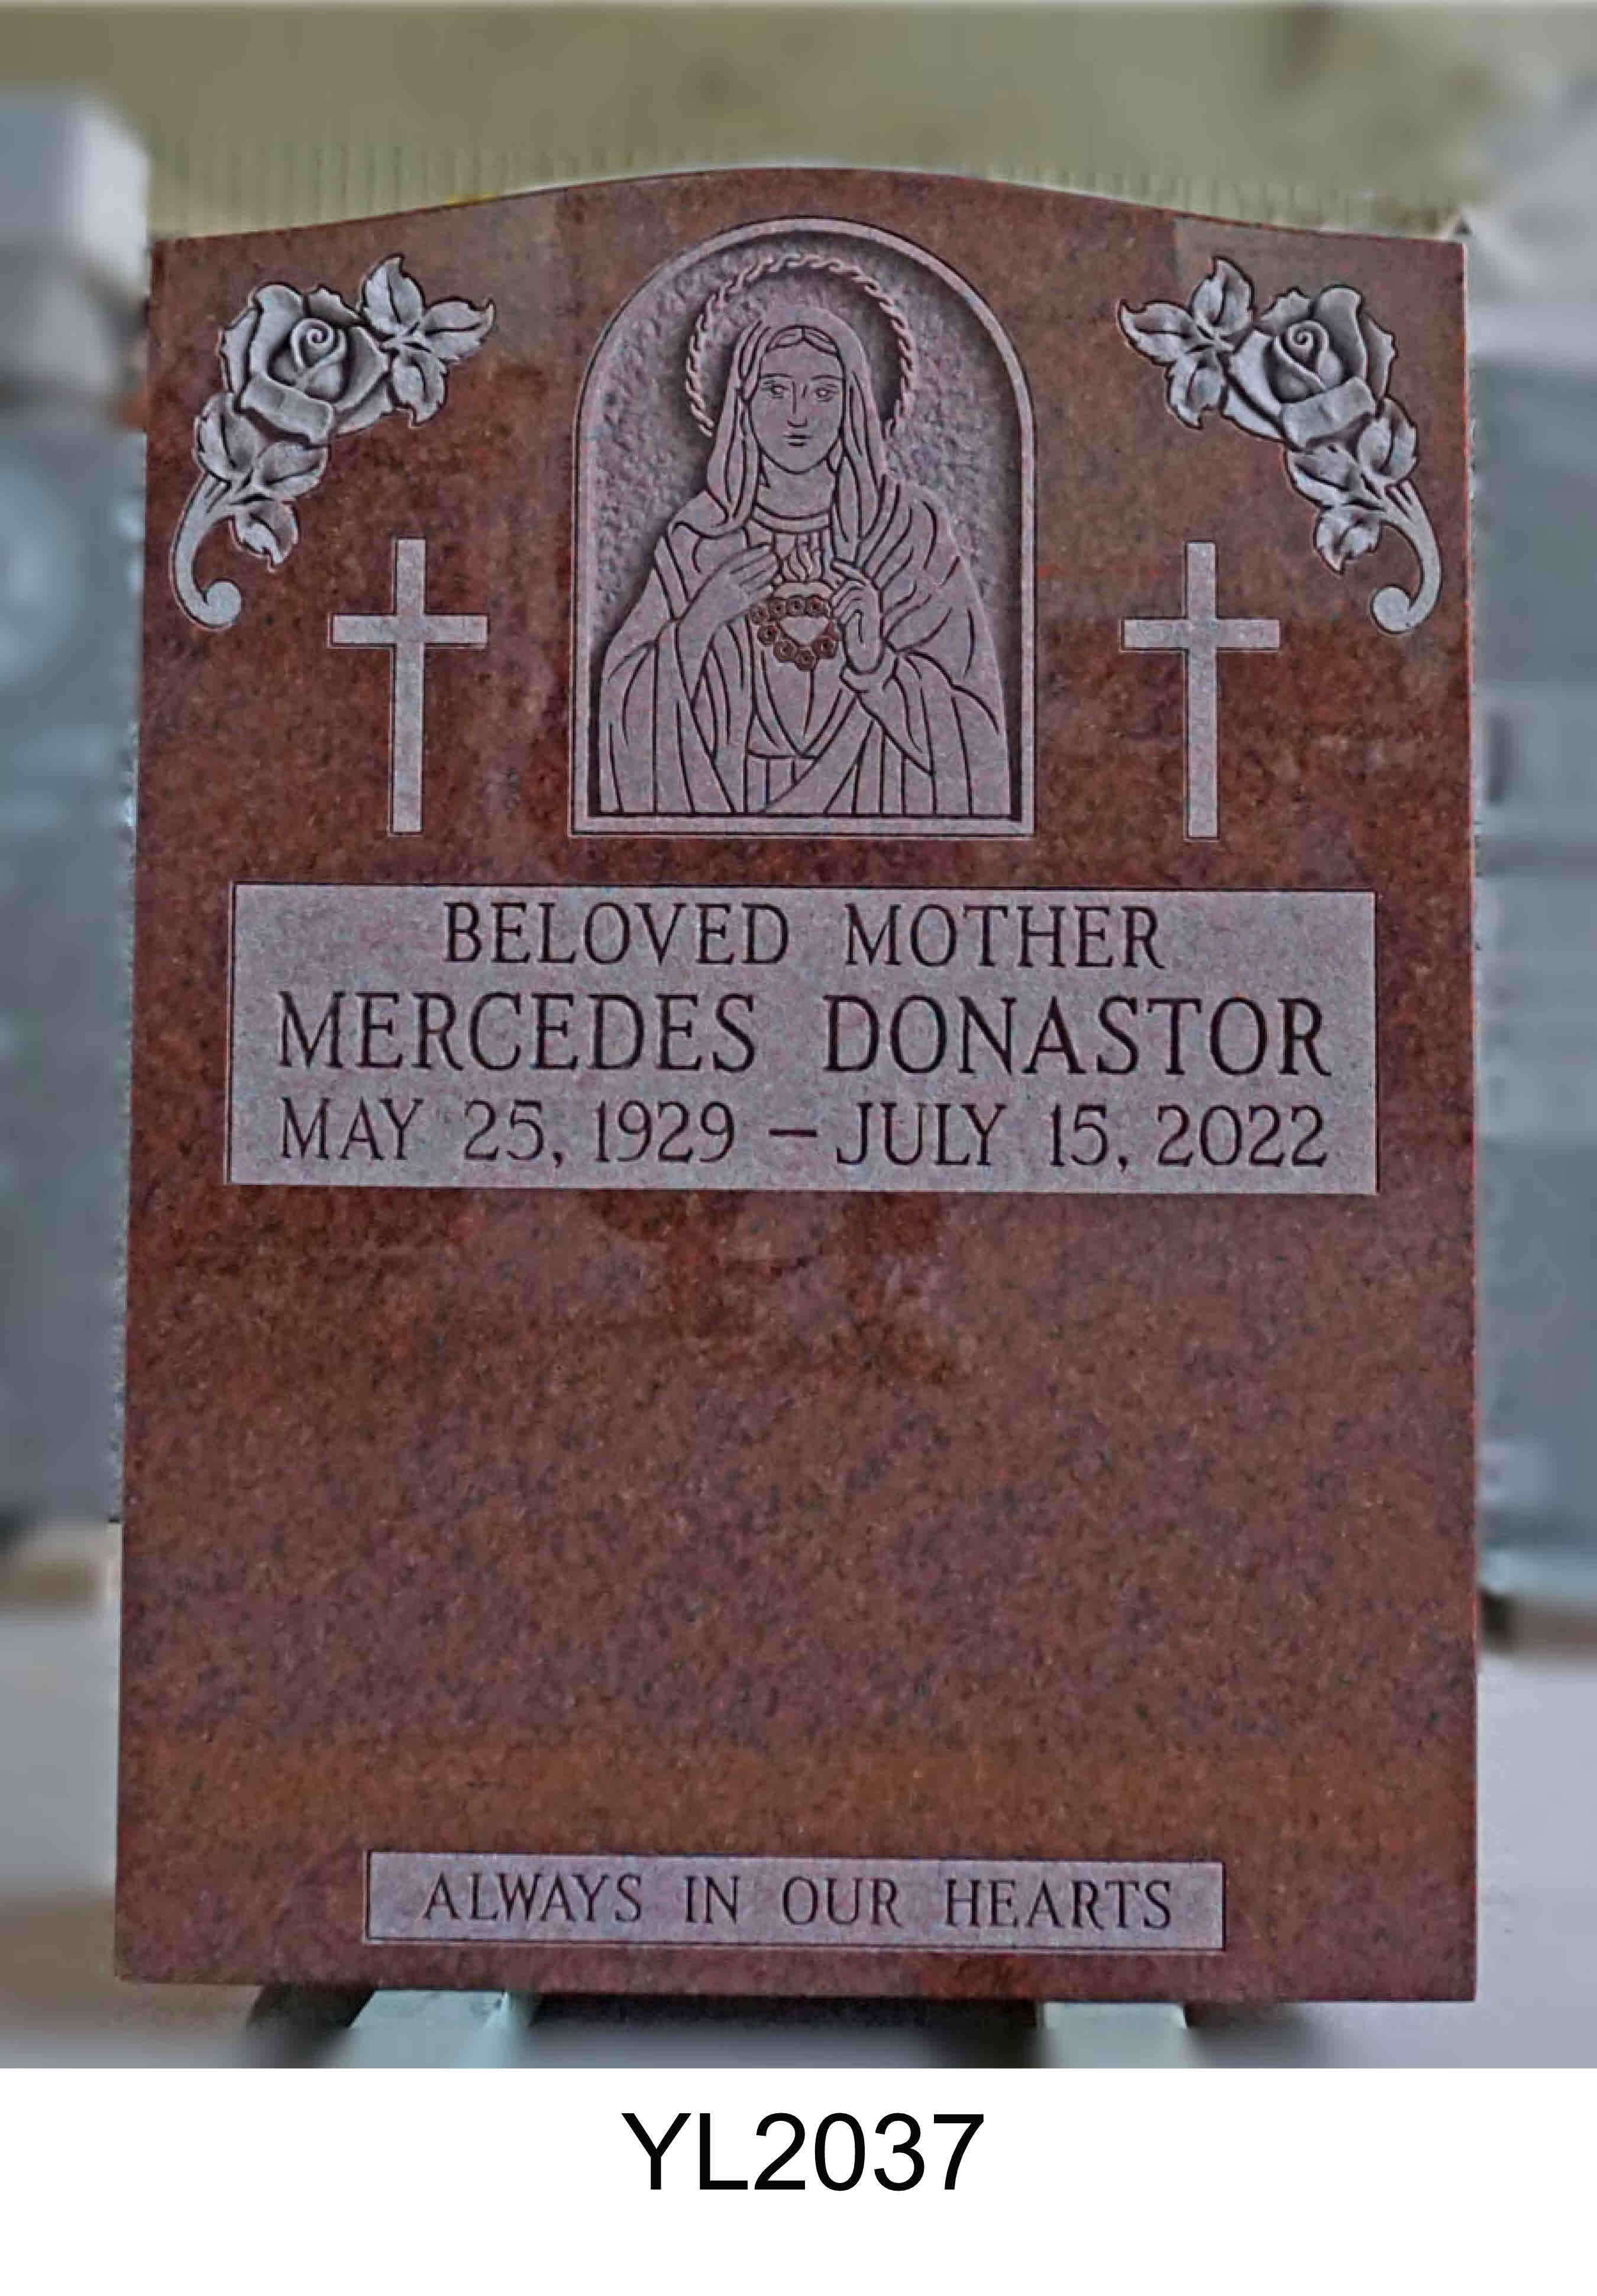 BELOVED MOTHER
MERCEDES DONASTOR
MAY 25, 1929 – JULY 15, 2022
ALWAYS IN OUR HEARTS
YL2037